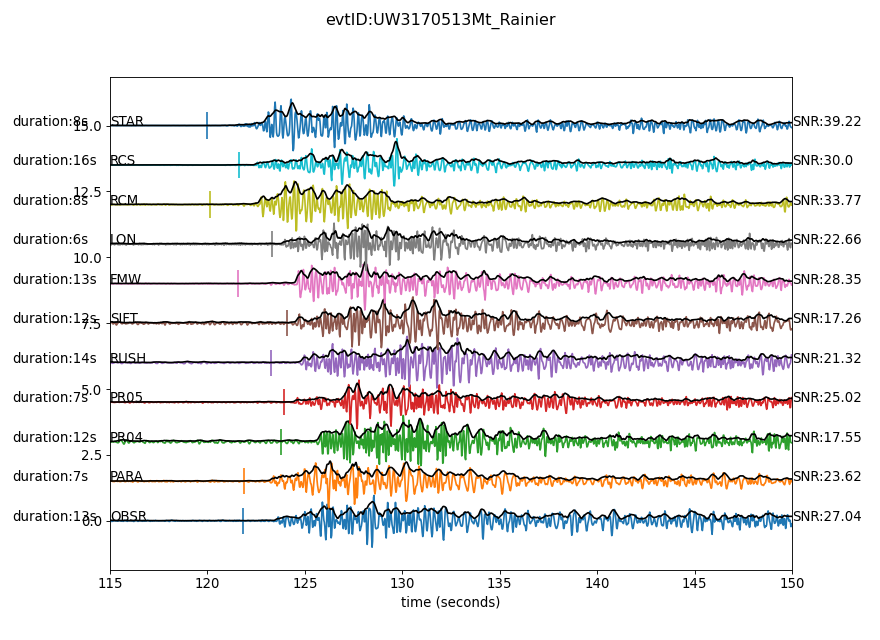 evtID:UW3170513Mt_Rainier
duration:8s STAR SNR:39.22
15.0
duration:16s RCS SNR:30.0
12.5
duration:8s RCM SNR:33.77
duration:6s LON SNR:22.66
10.0
duration:13s FMW SNR:28.35
duration:12s SIFT SNR:17.26
7.5
duration:14s RUSH SNR:21.32
5.0
duration:7s PR05 SNR:25.02
duration:12s PR04 SNR:17.55
2.5
duration:7s PARA SNR:23.62
duration:13s OBSR SNR:27.04
0.0
115 120 125 130 135 140 145 150
time (seconds)